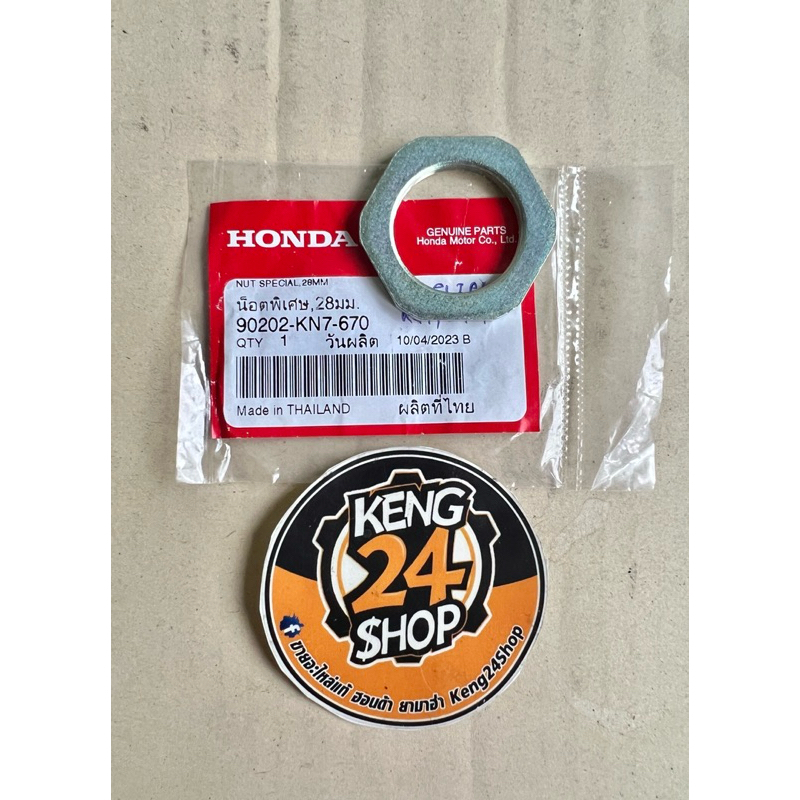 HONDA
GENUINE PARTS
Honda Motor Co., Ltd.
NUT SPECIAL,28MM
น็อตพิเศษ,28มม.
90202-KN7-670
QTY 1 วันผลิต 10/04/2023 B
Made in THAILAND ผลิตที่ไทย
KENG
24
$HOP
ขายอะไหล่แท้ ฮอนด้า ยามาฮ่า Keng24Shop